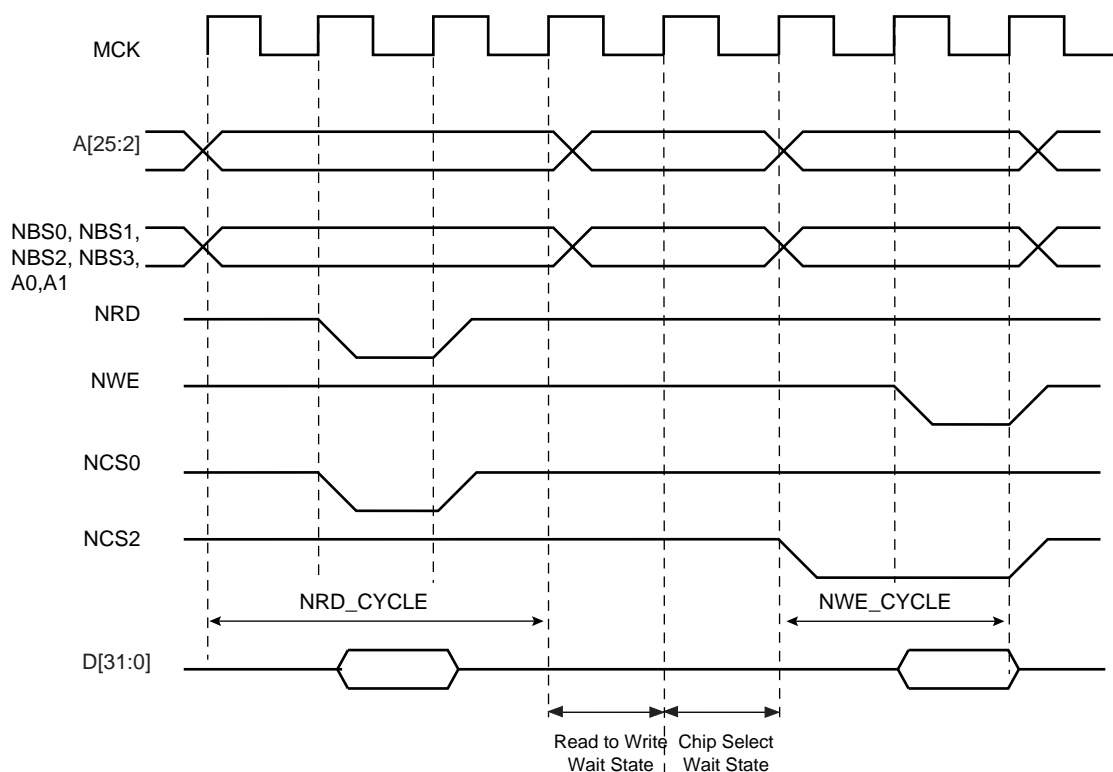 MCK
A[25:2]
NBS0, NBS1,
NBS2, NBS3,
A0,A1
NRD
NWE
NCS0
NCS2
NRD_CYCLE
NWE_CYCLE
D[31:0]
Read to Write
Wait State
Chip Select
Wait State